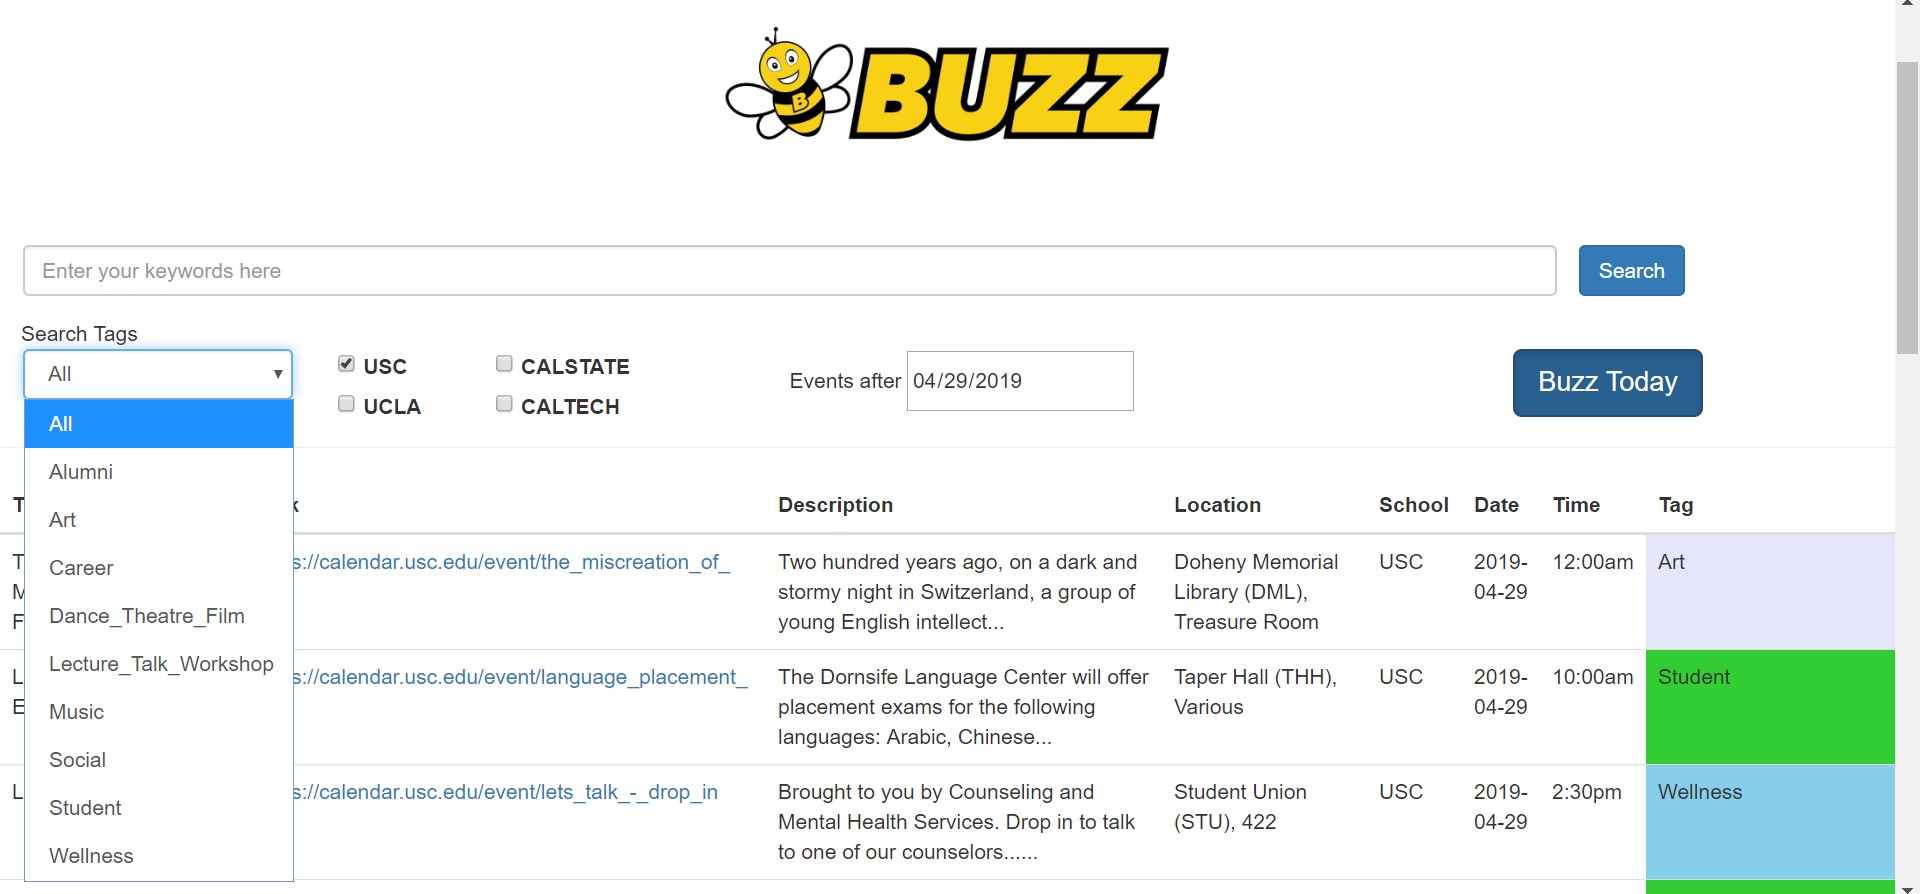 B
BUZZ
Enter your keywords here
Search
Search Tags
All
USC
CALSTATE
UCLA
CALTECH
Events after 04/29/2019
Buzz Today
All
Alumni
Art
Career
Dance_Theatre_Film
Lecture_Talk_Workshop
Music
Social
Student
Wellness
Description Location School Date Time Tag
s://calendar.usc.edu/event/the_miscreation_of_
Two hundred years ago, on a dark and
stormy night in Switzerland, a group of
young English intellect...
Doheny Memorial
Library (DML),
Treasure Room
USC
2019-
04-29
12:00am
Art
s://calendar.usc.edu/event/language_placement_
The Dornsife Language Center will offer
placement exams for the following
languages: Arabic, Chinese...
Taper Hall (THH),
Various
USC
2019-
04-29
10:00am
Student
s://calendar.usc.edu/event/lets_talk_-_drop_in
Brought to you by Counseling and
Mental Health Services. Drop in to talk
to one of our counselors......
Student Union
(STU), 422
USC
2019-
04-29
2:30pm
Wellness